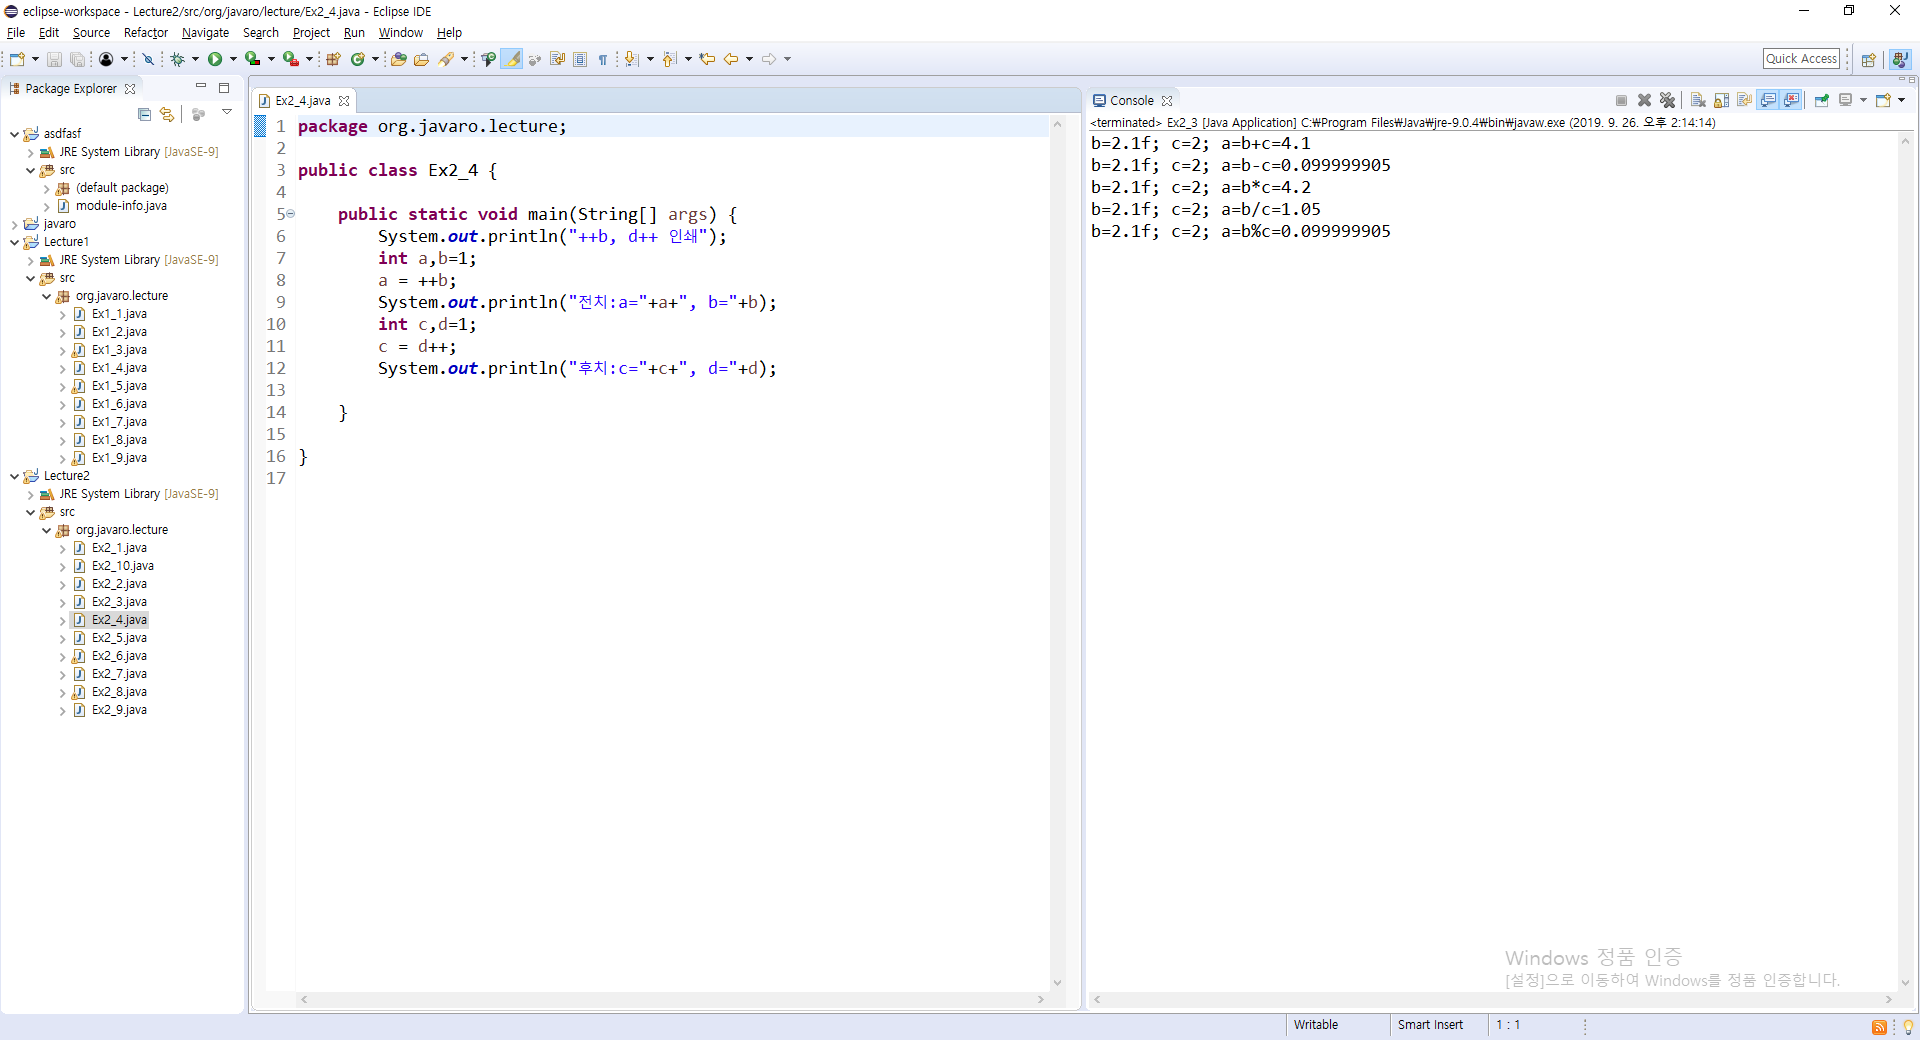 eclipse-workspace - Lecture2/src/org/javaro/lecture/Ex2_4.java - Eclipse IDE
File Edit Source Refactor Navigate Search Project Run Window Help
Quick Access
Package Explorer
asdfasf
JRE System Library [JavaSE-9]
src
(default package)
module-info.java
javaro
Lecture1
JRE System Library [JavaSE-9]
src
org.javaro.lecture
Ex1_1.java
Ex1_2.java
Ex1_3.java
Ex1_4.java
Ex1_5.java
Ex1_6.java
Ex1_7.java
Ex1_8.java
Ex1_9.java
Lecture2
JRE System Library [JavaSE-9]
src
org.javaro.lecture
Ex2_1.java
Ex2_10.java
Ex2_2.java
Ex2_3.java
Ex2_4.java
Ex2_5.java
Ex2_6.java
Ex2_7.java
Ex2_8.java
Ex2_9.java
Ex2_4.java
1 package org.javaro.lecture;
2
3 public class Ex2_4 {
4
5     public static void main(String[] args) {
6         System.out.println("++b, d++ 인쇄");
7         int a,b=1;
8         a = ++b;
9         System.out.println("전치:a="+a+", b="+b);
10         int c,d=1;
11         c = d++;
12         System.out.println("후치:c="+c+", d="+d);
13
14     }
15
16 }
17
Console
<terminated> Ex2_3 [Java Application] C:₩Program Files₩Java₩jre-9.0.4₩bin₩javaw.exe (2019. 9. 26. 오후 2:14:14)
b=2.1f; c=2; a=b+c=4.1
b=2.1f; c=2; a=b-c=0.099999905
b=2.1f; c=2; a=b*c=4.2
b=2.1f; c=2; a=b/c=1.05
b=2.1f; c=2; a=b%c=0.099999905
Windows 정품 인증
[설정]으로 이동하여 Windows를 정품 인증합니다.
Writable Smart Insert 1 : 1